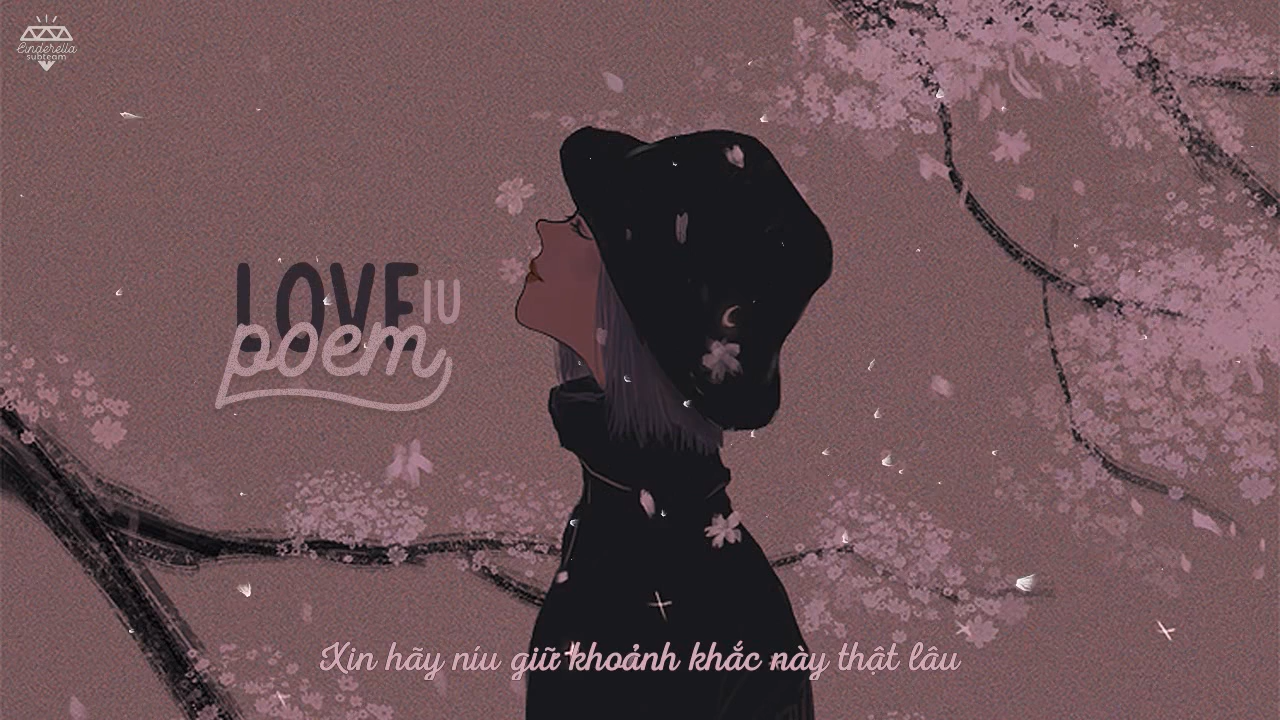 Cinderella
subteam
LOVE IU
poem
Xin hãy níu giữ khoảnh khắc này thật lâu